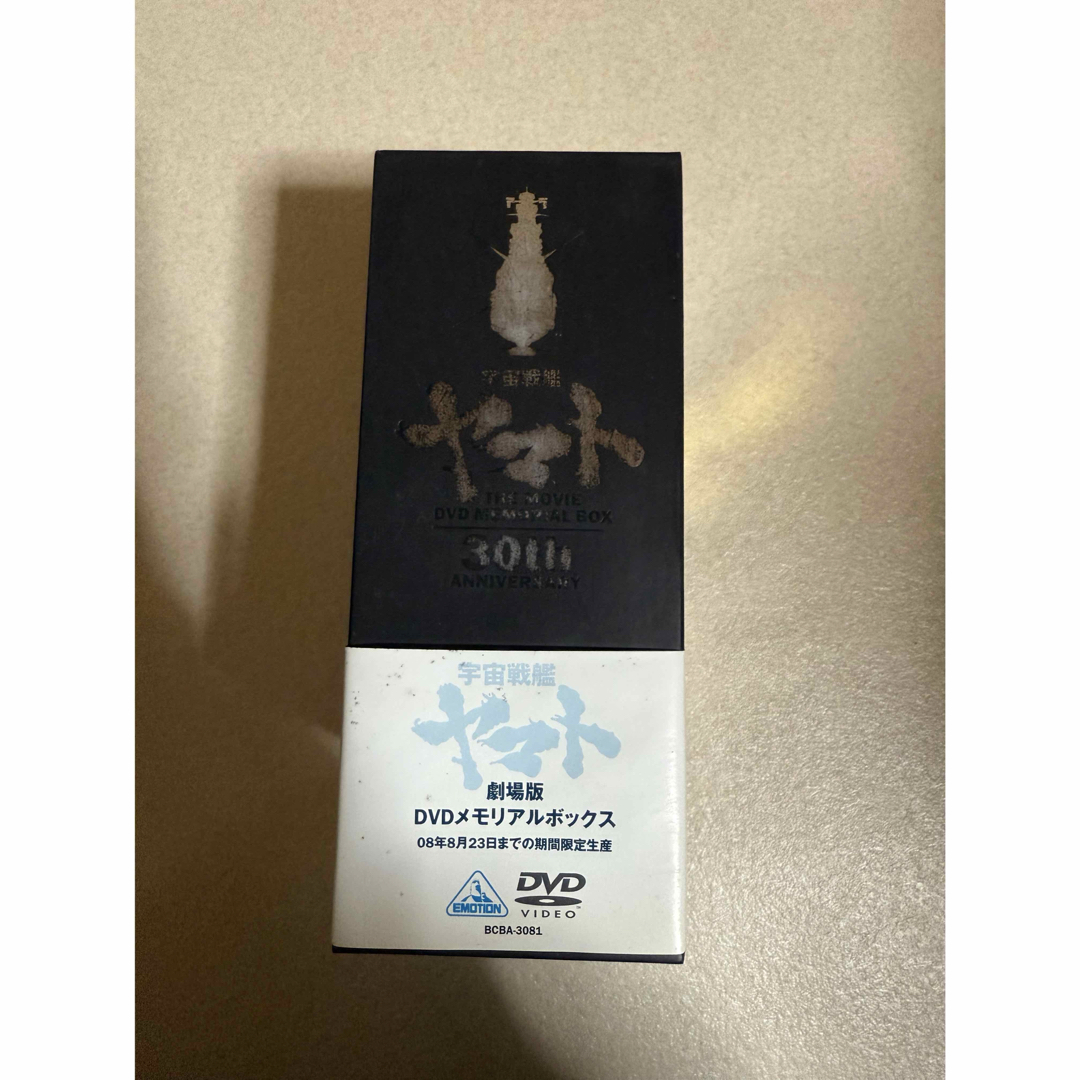 宇宙戦艦
ヤマト
THE MOVIE
DVD MEMORIAL BOX
30th
ANNIVERSARY
宇宙戦艦
ヤマト
劇場版
DVDメモリアルボックス
08年8月23日までの期間限定生産
EMOTION
DVD
VIDEO
BCBA-3081